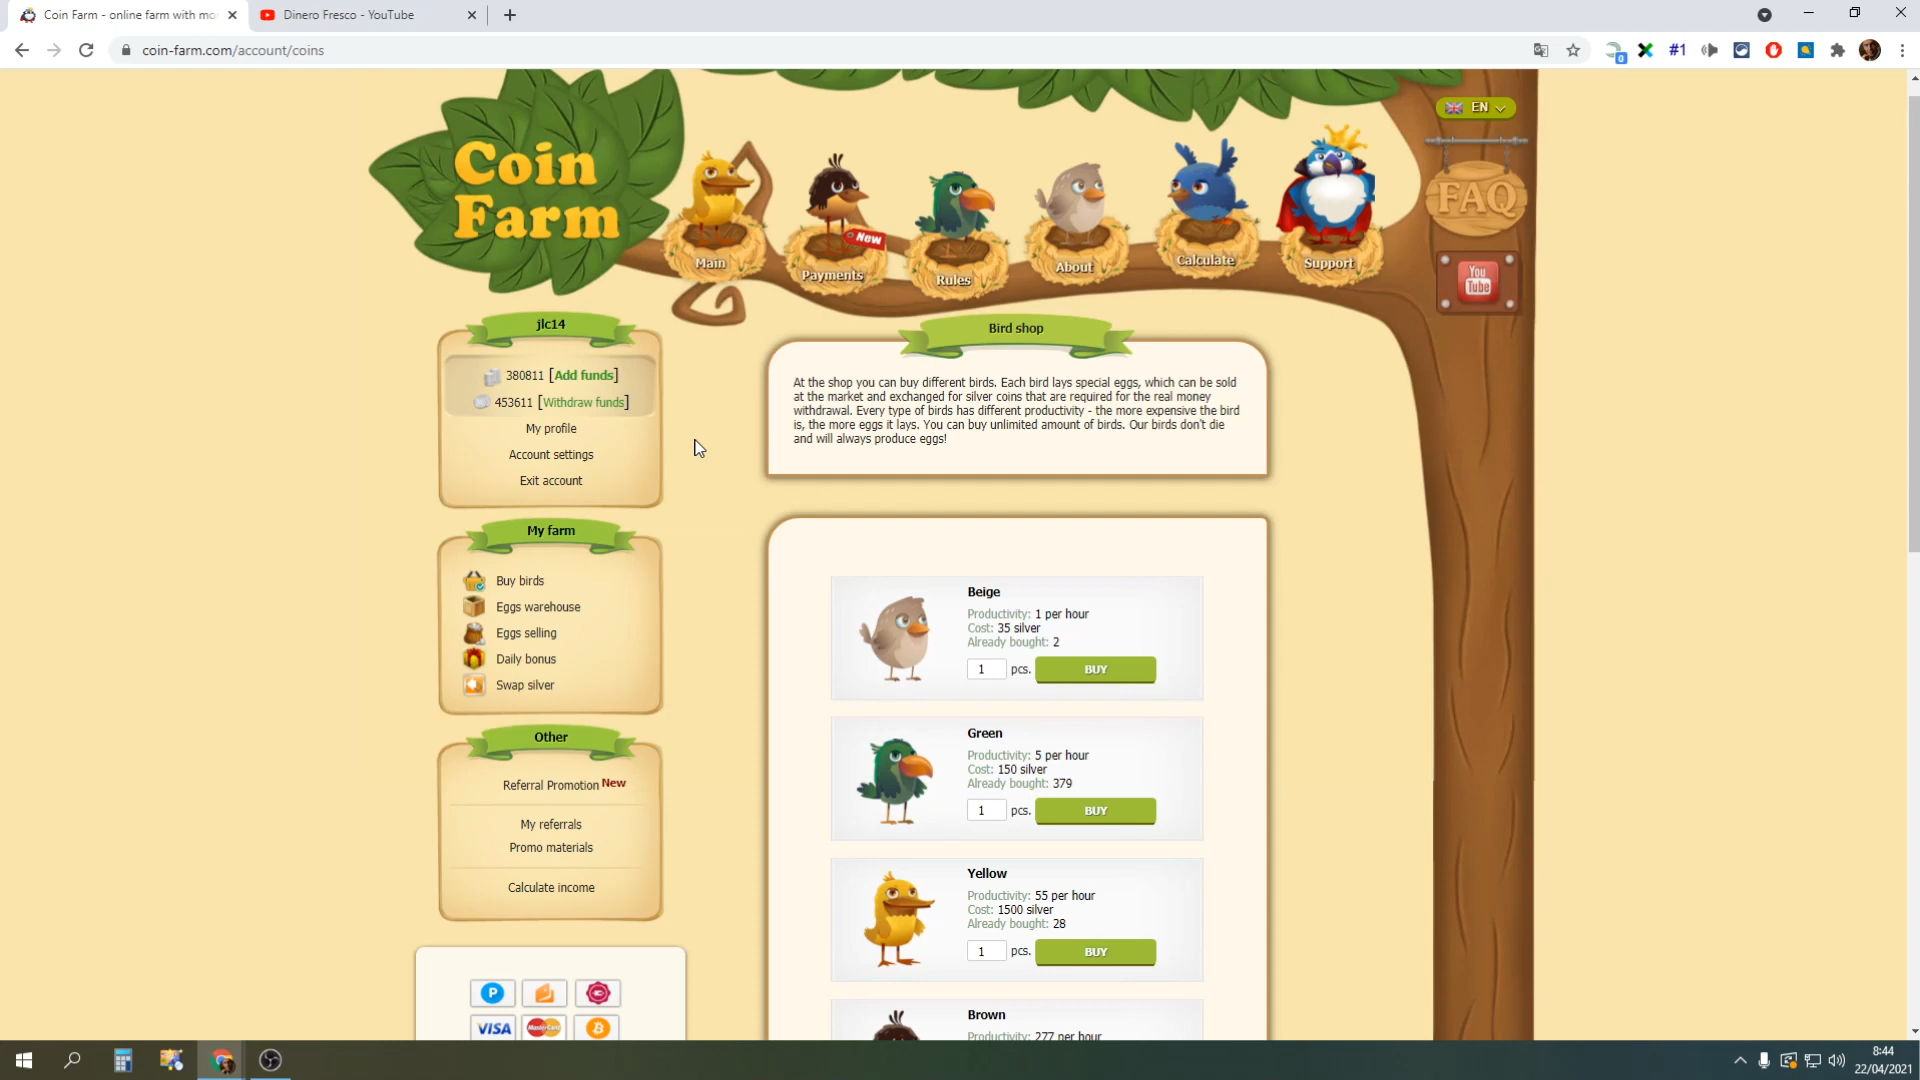 Coin Farm - online farm with mo
Dinero Fresco - YouTube
coin-farm.com/account/coins
0
#1
EN
Coin
Farm
FAQ
New
Main
Payments
Rules
About
Calculate
Support
You
Tube
jlc14
380811 [Add funds]
453611 [Withdraw funds]
My profile
Account settings
Exit account
My farm
Buy birds
Eggs warehouse
Eggs selling
Daily bonus
Swap silver
Other
Referral Promotion New
My referrals
Promo materials
Calculate income
P
VISA
MasterCard
Bird shop
At the shop you can buy different birds. Each bird lays special eggs, which can be sold
at the market and exchanged for silver coins that are required for the real money
withdrawal. Every type of birds has different productivity - the more expensive the bird
is, the more eggs it lays. You can buy unlimited amount of birds. Our birds don't die
and will always produce eggs!
Beige
Productivity: 1 per hour
Cost: 35 silver
Already bought: 2
1 pcs. BUY
Green
Productivity: 5 per hour
Cost: 150 silver
Already bought: 379
1 pcs. BUY
Yellow
Productivity: 55 per hour
Cost: 1500 silver
Already bought: 28
1 pcs. BUY
Brown
Productivity: 277 per hour
8:44
22/04/2021